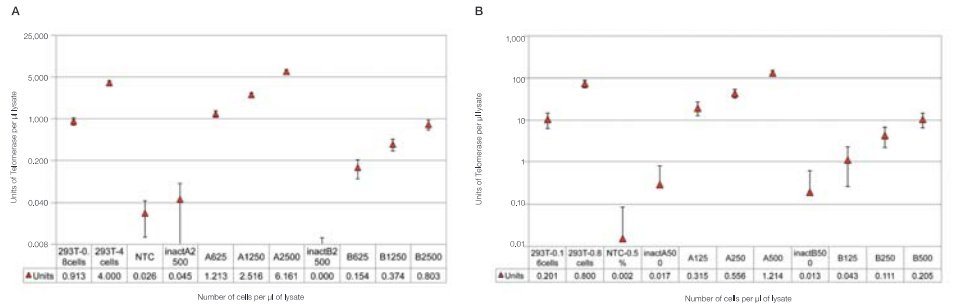 A
Units of Telomerase per µl lysate
25,000
5,000
1,000
0.200
0.040
0.008
293T-0.8cells 293T-4 cells NTC inactA2500 A625 A1250 A2500 inactB2500 B625 B1250 B2500
Units 0.913 4.000 0.026 0.045 1.213 2.516 6.161 0.000 0.154 0.374 0.803
Number of cells per µl of lysate
B
Units of Telomerase per µl lysate
1,000
100
10
1
0.10
0.01
293T-0.16cells 293T-0.8cells NTC-0.5% inactA500 A125 A250 A500 inactB500 B125 B250 B500
Units 0.201 0.800 0.002 0.017 0.315 0.556 1.214 0.013 0.043 0.111 0.205
Number of cells per µl of lysate